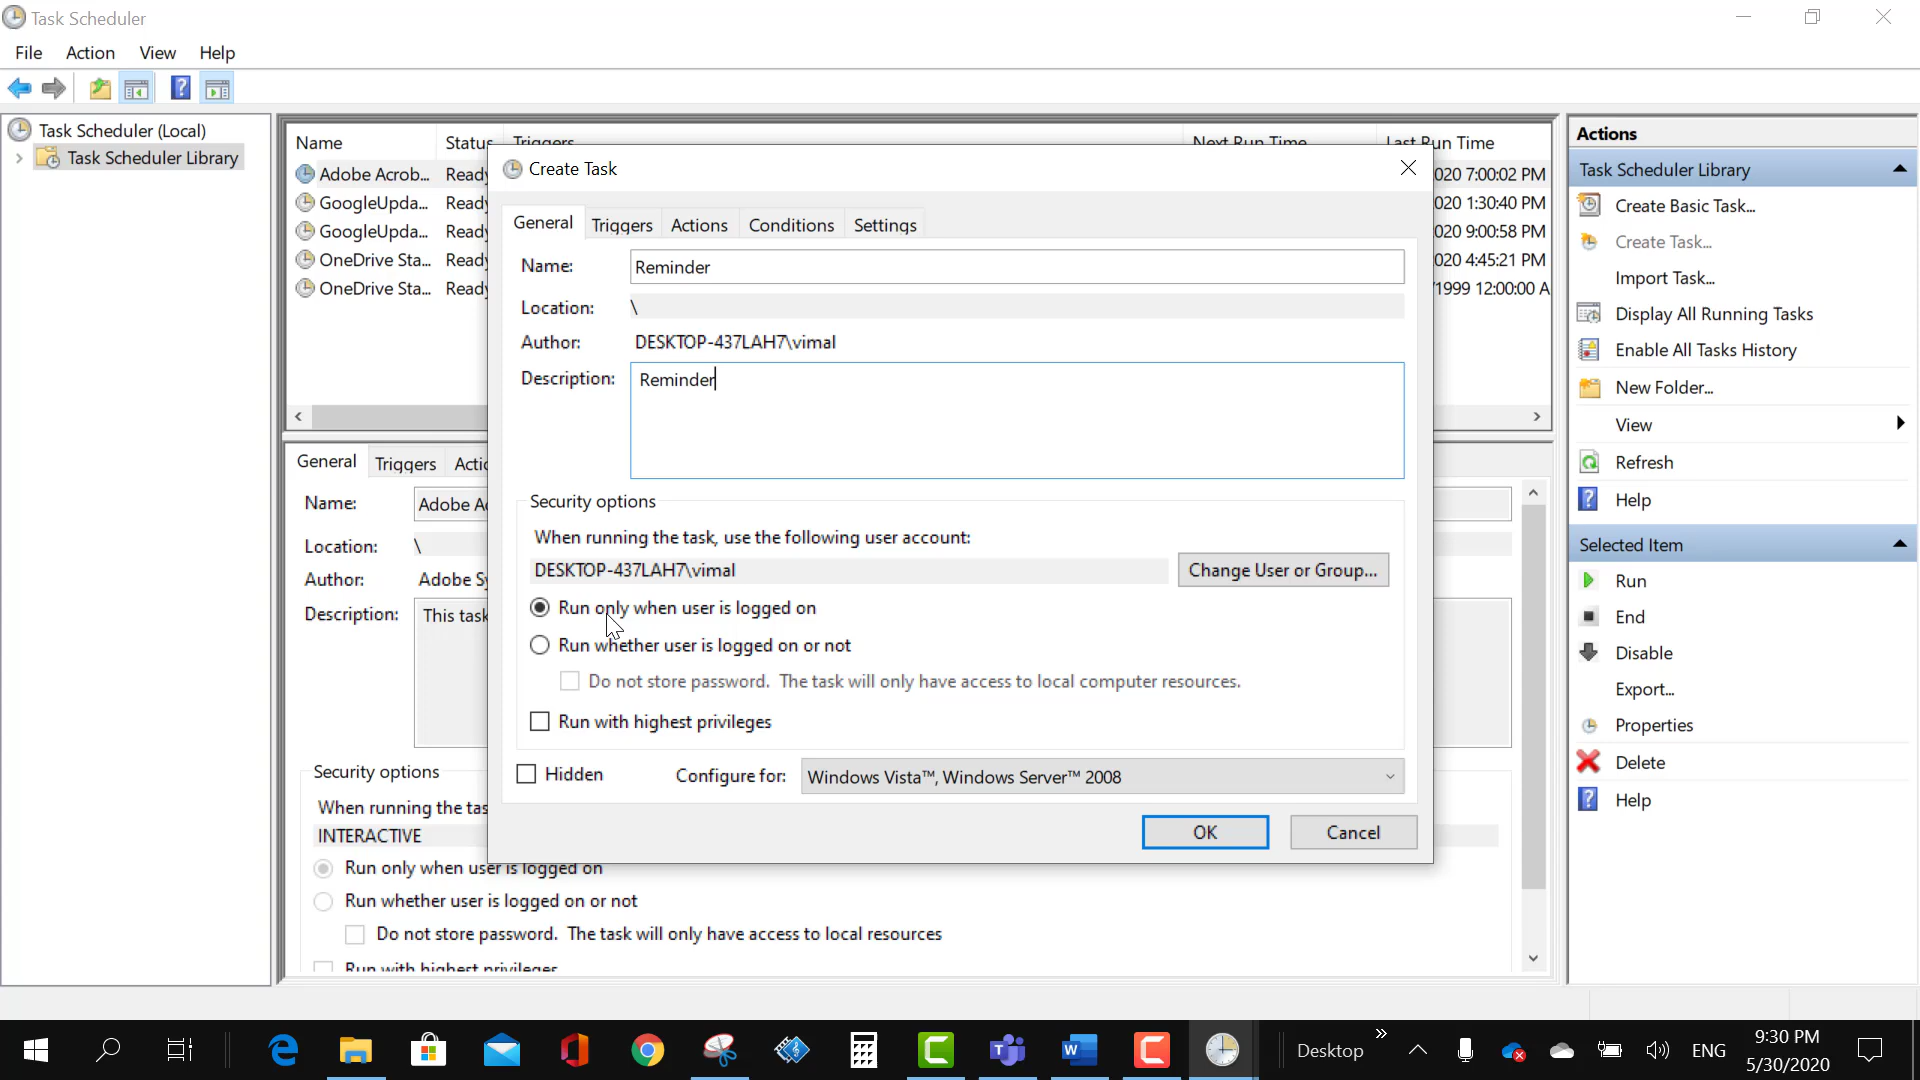 Task Scheduler
File Action View Help
Task Scheduler (Local)
Task Scheduler Library
Name Status Triggers Next Run Time Last Run Time
Adobe Acrob... Ready 020 7:00:02 PM
GoogleUpda... Ready 020 1:30:40 PM
GoogleUpda... Ready 020 9:00:58 PM
OneDrive Sta... Ready 020 4:45:21 PM
OneDrive Sta... Ready /1999 12:00:00 A
General Triggers
Name: Adobe
Location: \
Author: Adobe
Description: This task
Security options
When running the
INTERACTIVE
Run only when user is logged on
Run whether user is logged on or not
Do not store password. The task will only have access to local resources
Run with highest privileges
Create Task
General Triggers Actions Conditions Settings
Name: Reminder
Location: \
Author: DESKTOP-437LAH7\vimal
Description: Reminder
Security options
When running the task, use the following user account:
DESKTOP-437LAH7\vimal Change User or Group...
Run only when user is logged on
Run whether user is logged on or not
Do not store password. The task will only have access to local computer resources.
Run with highest privileges
Hidden Configure for: Windows Vista™, Windows Server™ 2008
OK Cancel
Actions
Task Scheduler Library
Create Basic Task...
Create Task...
Import Task...
Display All Running Tasks
Enable All Tasks History
New Folder...
View
Refresh
Help
Selected Item
Run
End
Disable
Export...
Properties
Delete
Help
Desktop ENG
9:30 PM
5/30/2020